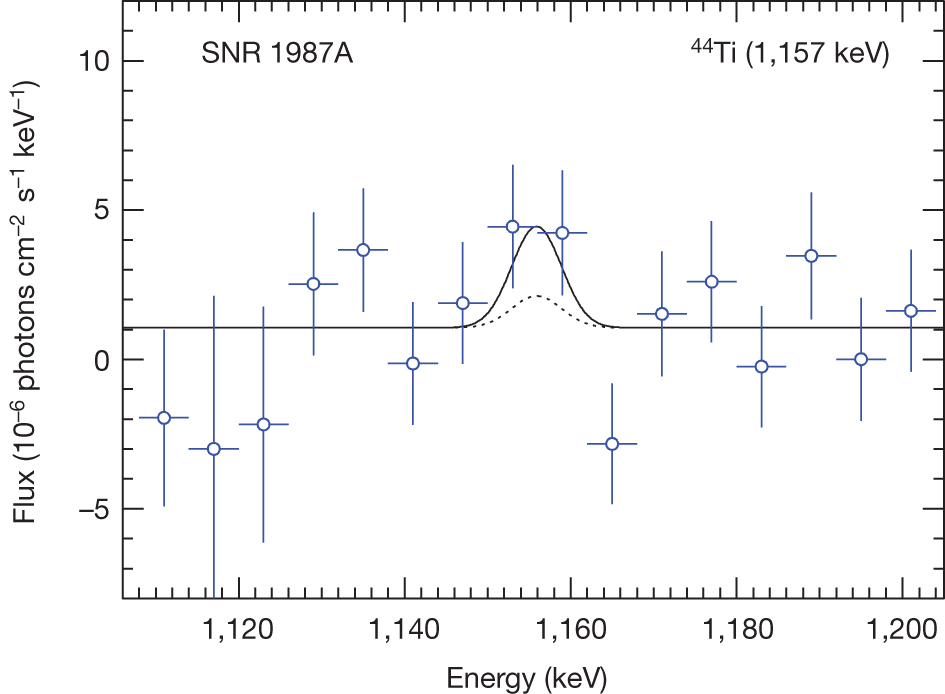 SNR 1987A
⁴⁴Ti (1,157 keV)
10
5
0
−5
Flux (10⁻⁶ photons cm⁻² s⁻¹ keV⁻¹)
1,120
1,140
1,160
1,180
1,200
Energy (keV)